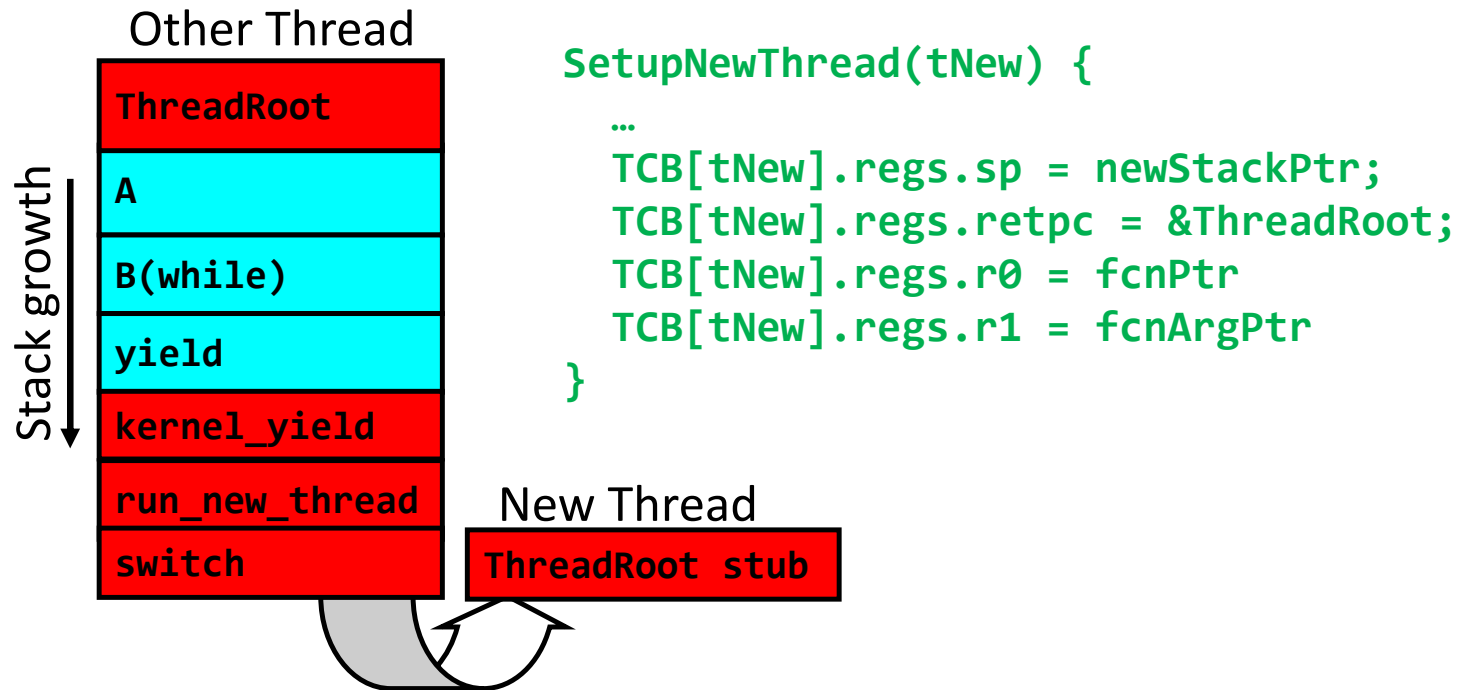 Other Thread
ThreadRoot
A
B(while)
yield
kernel_yield
run_new_thread
switch
Stack growth
New Thread
ThreadRoot stub
SetupNewThread(tNew) {
…
TCB[tNew].regs.sp = newStackPtr;
TCB[tNew].regs.retpc = &ThreadRoot;
TCB[tNew].regs.r0 = fcnPtr
TCB[tNew].regs.r1 = fcnArgPtr
}